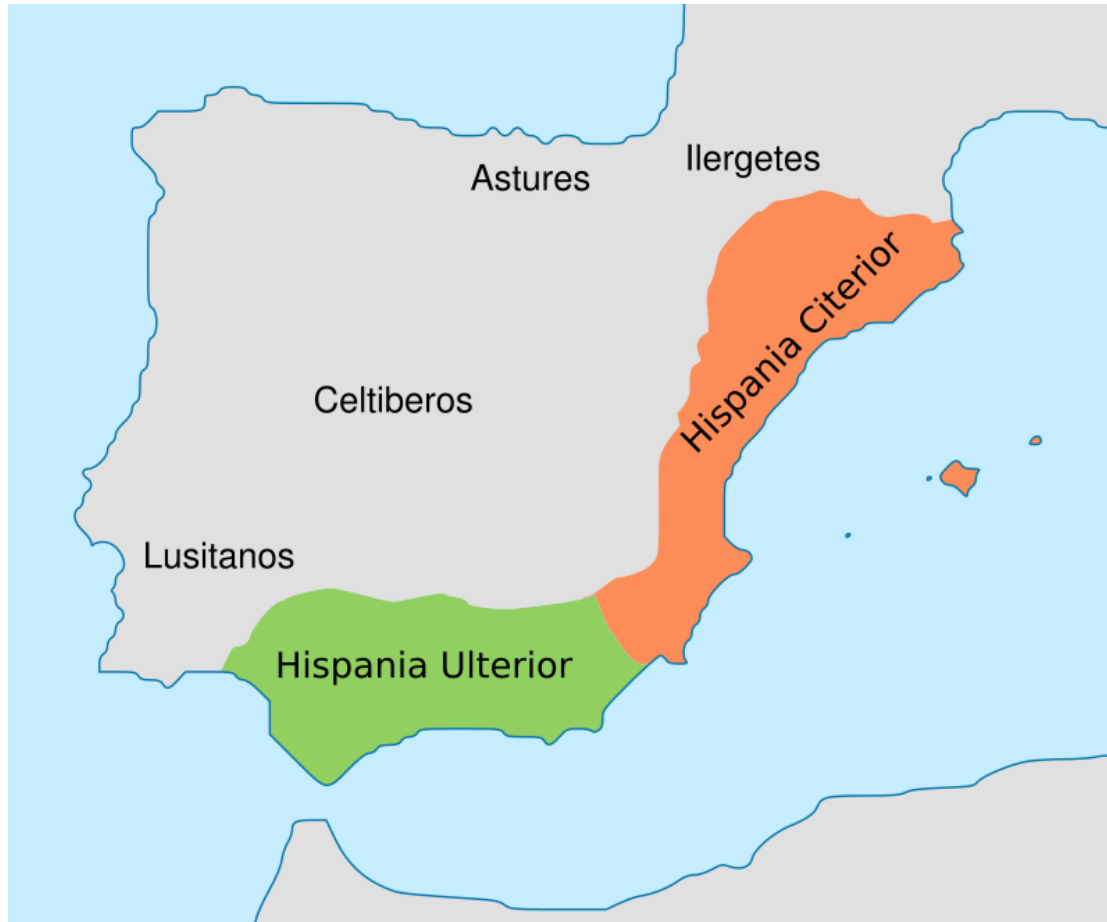 Ilergetes
Astures
Hispania Citerior
Celtiberos
Lusitanos
Hispania Ulterior